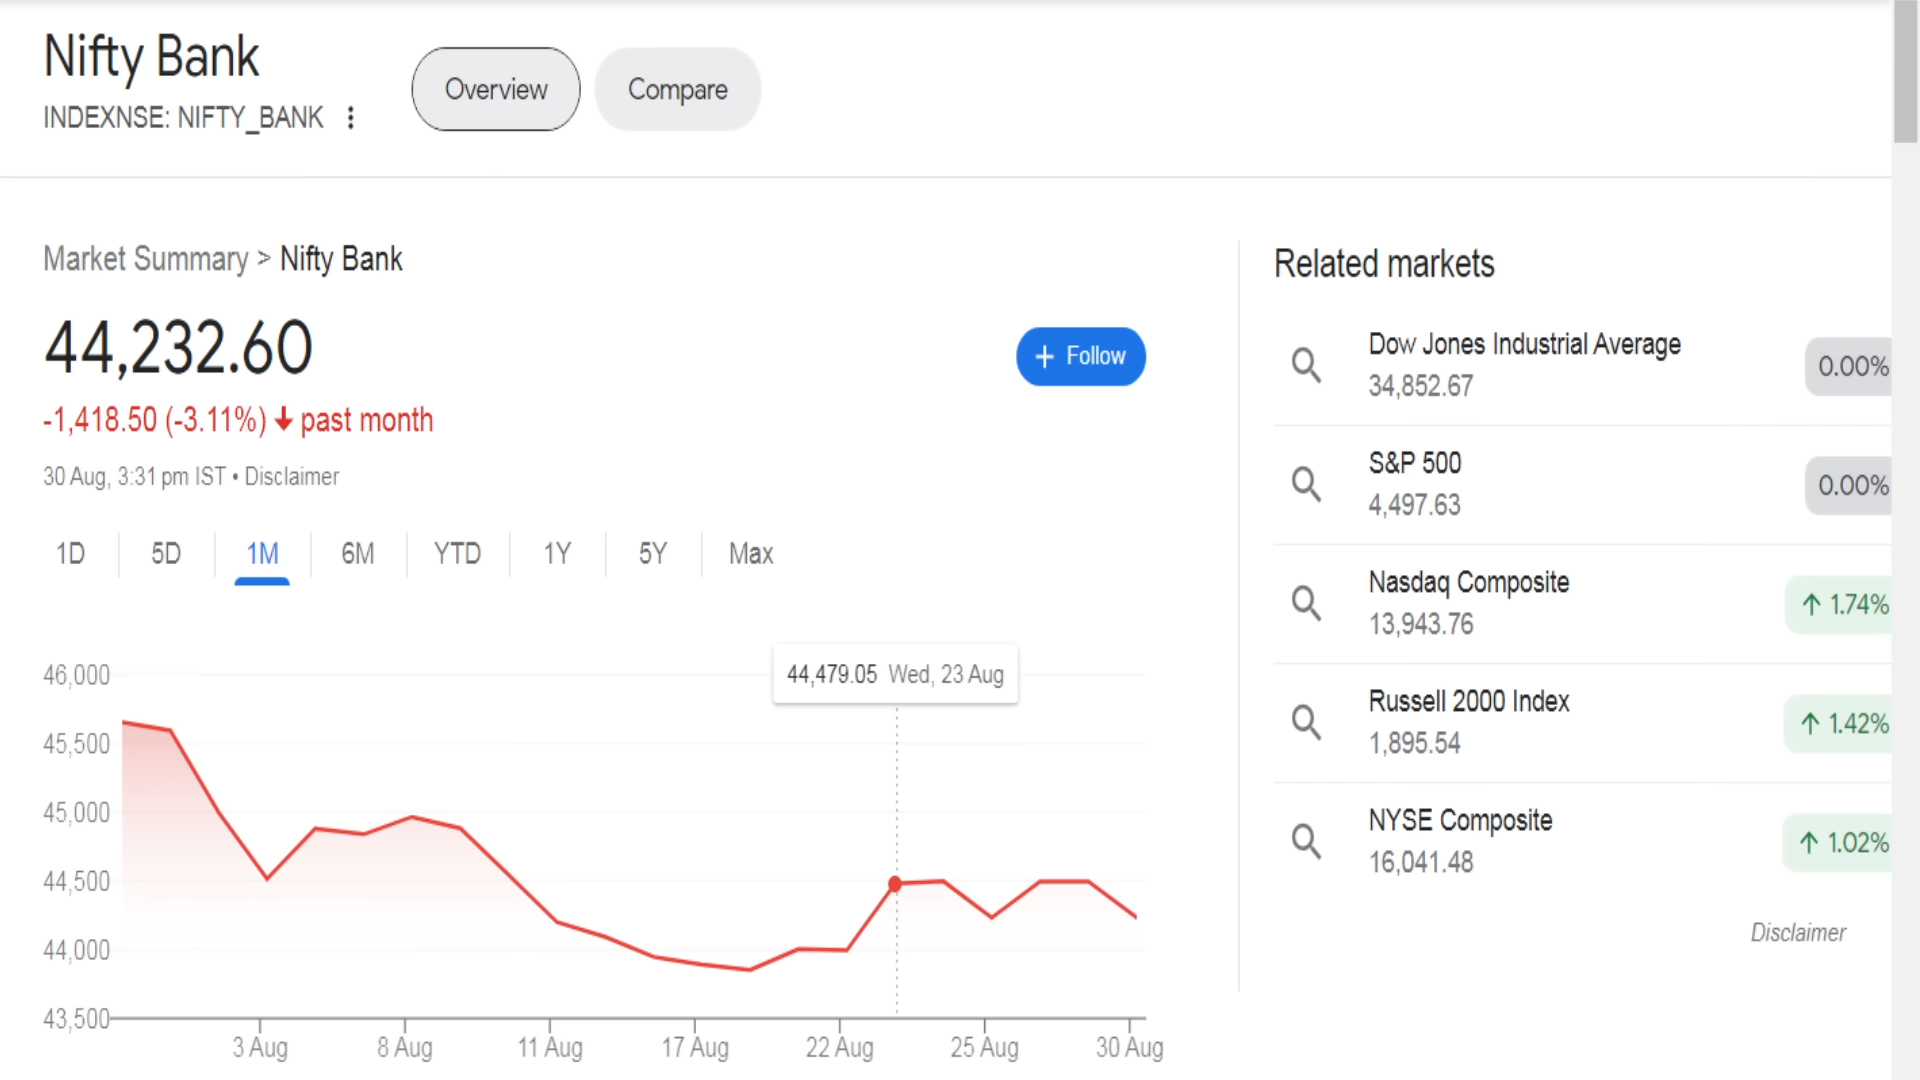 Nifty Bank
INDEXNSE: NIFTY_BANK
Overview
Compare
Market Summary > Nifty Bank
44,232.60
-1,418.50 (-3.11%) ↓ past month
30 Aug, 3:31 pm IST • Disclaimer
+ Follow
1D 5D 1M 6M YTD 1Y 5Y Max
44,479.05 Wed, 23 Aug
46,000
45,500
45,000
44,500
44,000
43,500
3 Aug 8 Aug 11 Aug 17 Aug 22 Aug 25 Aug 30 Aug
Related markets
Dow Jones Industrial Average
34,852.67
0.00%
S&P 500
4,497.63
0.00%
Nasdaq Composite
13,943.76
↑ 1.74%
Russell 2000 Index
1,895.54
↑ 1.42%
NYSE Composite
16,041.48
↑ 1.02%
Disclaimer